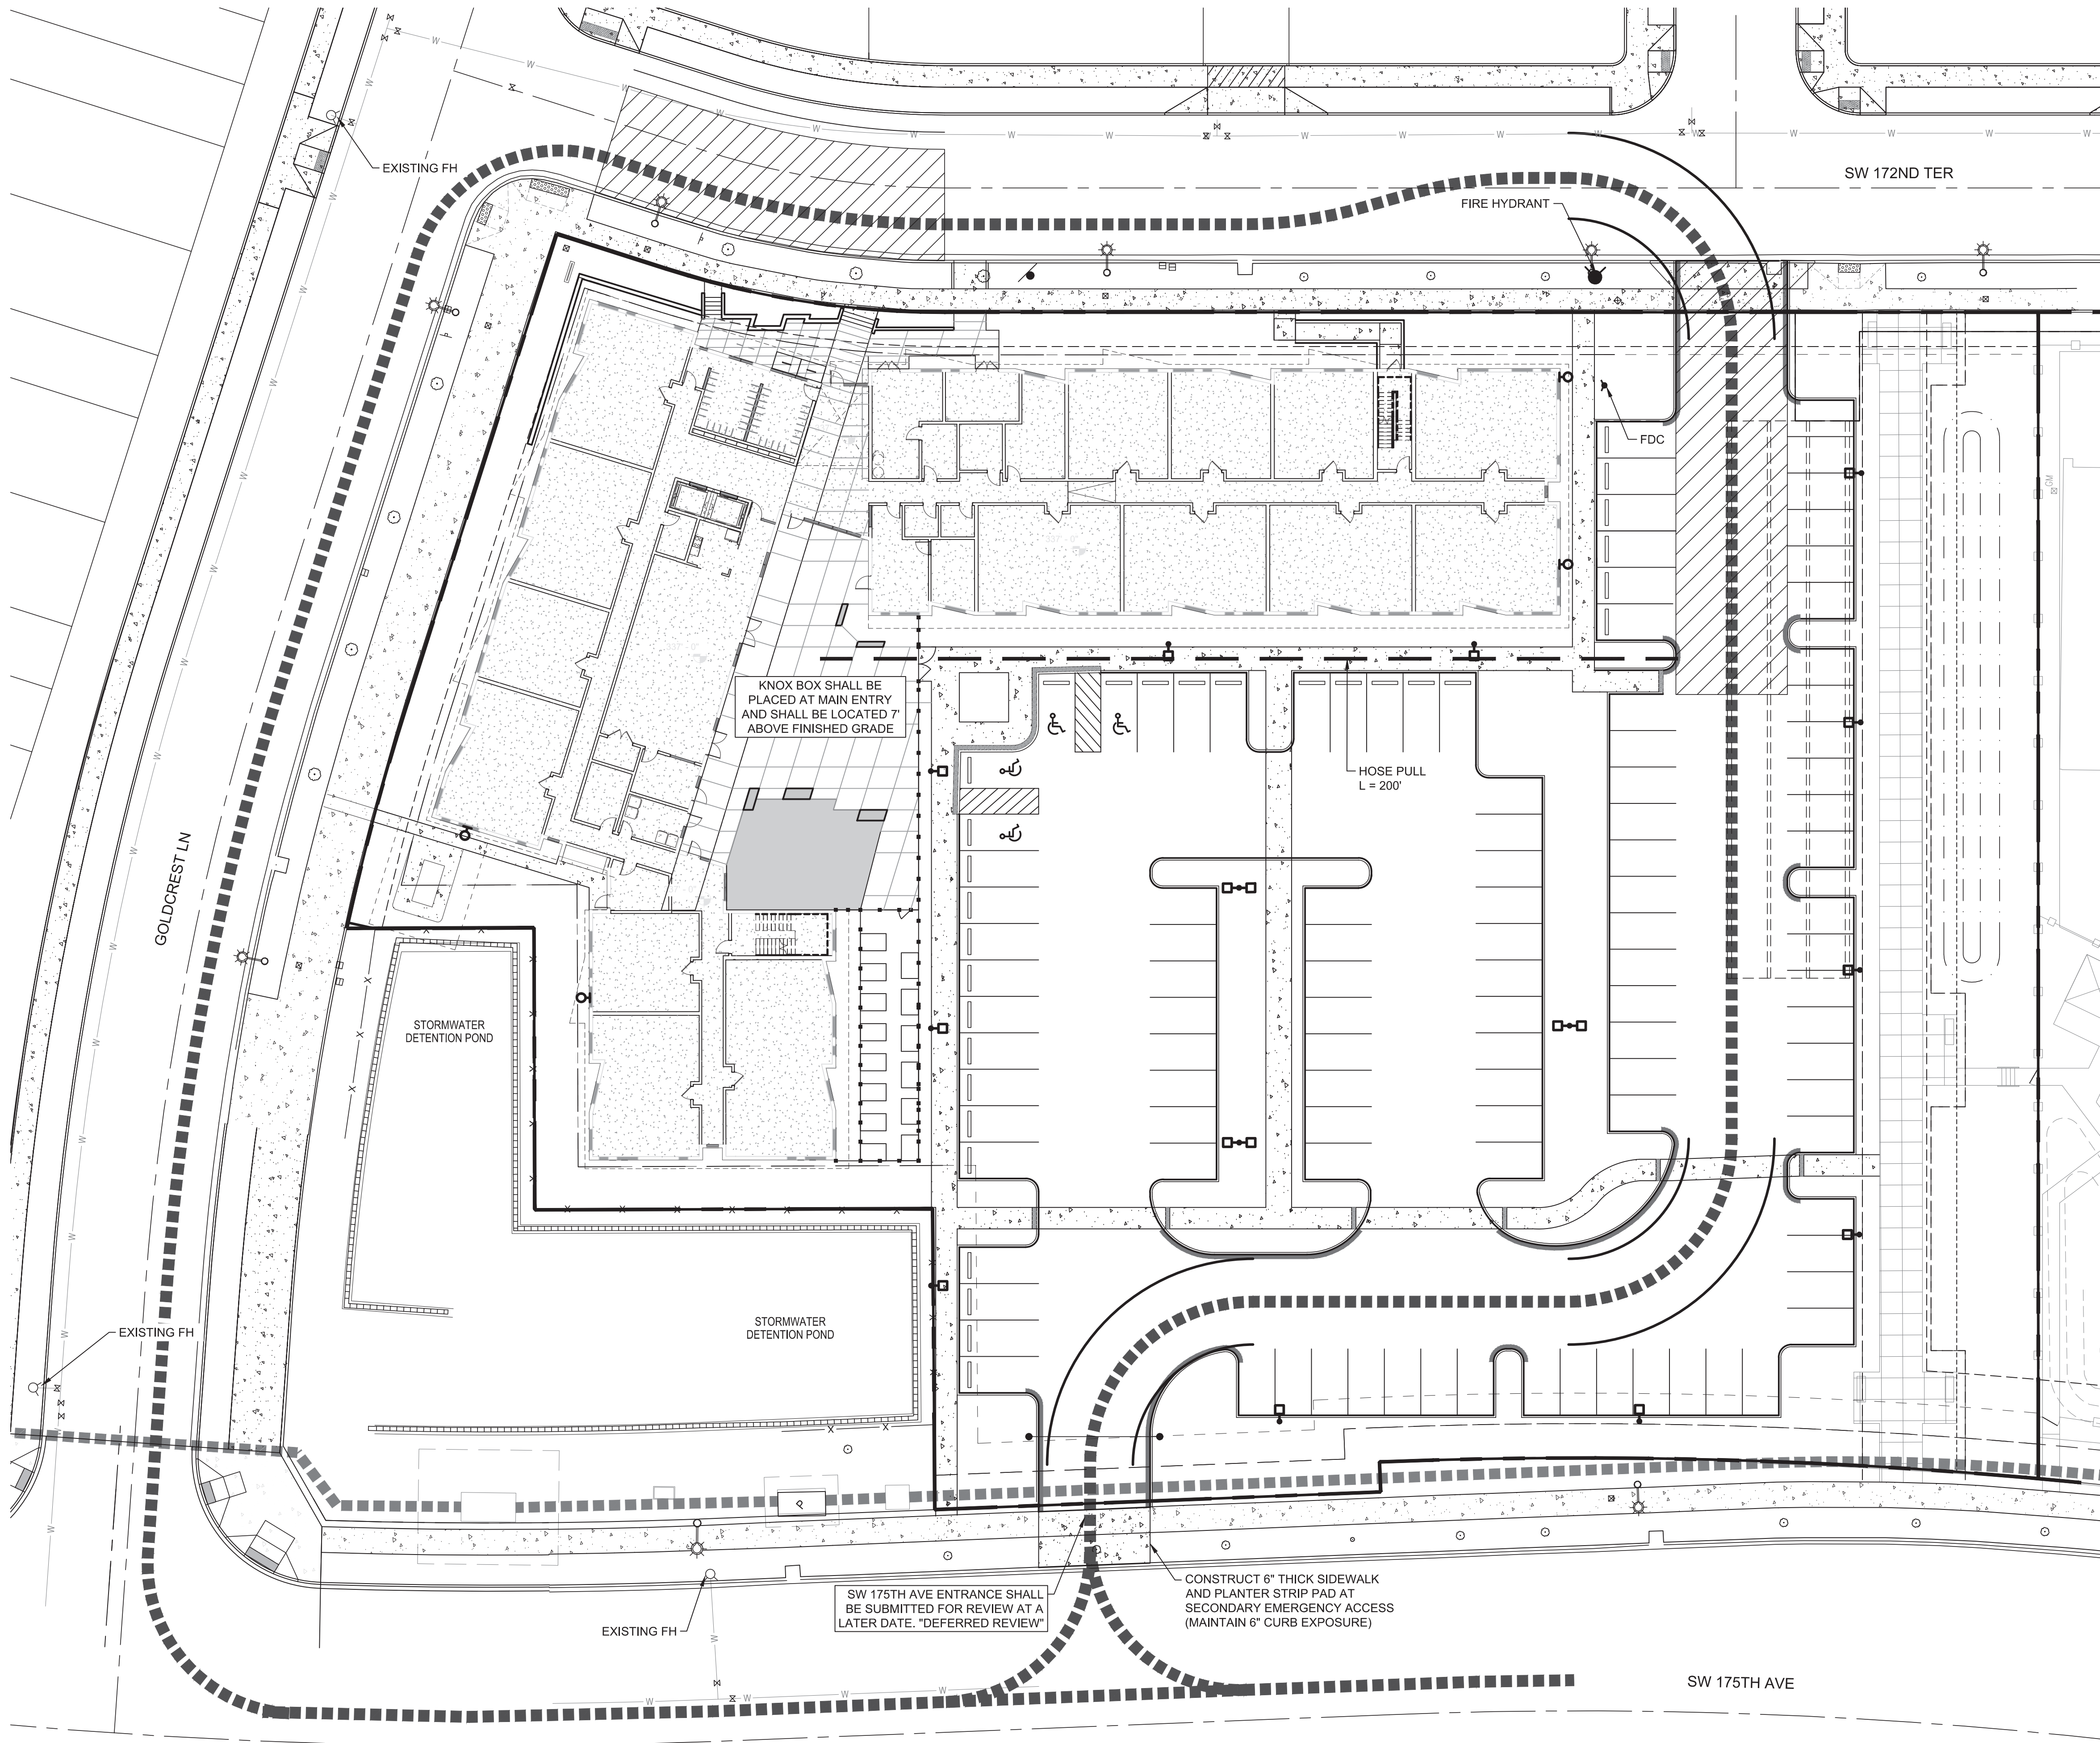 EXISTING FH
SW 172ND TER
FIRE HYDRANT
FDC
GM
KNOX BOX SHALL BE
PLACED AT MAIN ENTRY
AND SHALL BE LOCATED 7'
ABOVE FINISHED GRADE
HOSE PULL
L = 200'
GOLDCREST LN
STORMWATER
DETENTION POND
EXISTING FH
STORMWATER
DETENTION POND
SW 175TH AVE ENTRANCE SHALL
BE SUBMITTED FOR REVIEW AT A
LATER DATE. "DEFERRED REVIEW"
CONSTRUCT 6" THICK SIDEWALK
AND PLANTER STRIP PAD AT
SECONDARY EMERGENCY ACCESS
(MAINTAIN 6" CURB EXPOSURE)
EXISTING FH
SW 175TH AVE